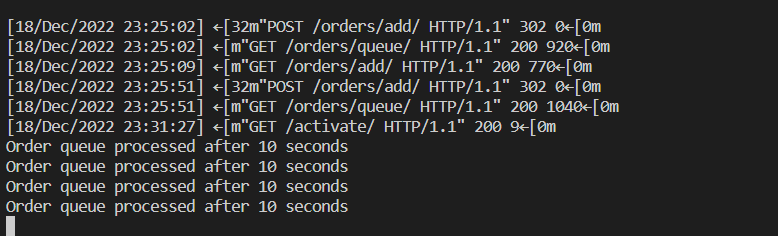 [18/Dec/2022 23:25:02] ←[32m"POST /orders/add/ HTTP/1.1" 302 0←[0m
[18/Dec/2022 23:25:02] ←[m"GET /orders/queue/ HTTP/1.1" 200 920←[0m
[18/Dec/2022 23:25:09] ←[m"GET /orders/add/ HTTP/1.1" 200 770←[0m
[18/Dec/2022 23:25:51] ←[32m"POST /orders/add/ HTTP/1.1" 302 0←[0m
[18/Dec/2022 23:25:51] ←[m"GET /orders/queue/ HTTP/1.1" 200 1040←[0m
[18/Dec/2022 23:31:27] ←[m"GET /activate/ HTTP/1.1" 200 9←[0m
Order queue processed after 10 seconds
Order queue processed after 10 seconds
Order queue processed after 10 seconds
Order queue processed after 10 seconds